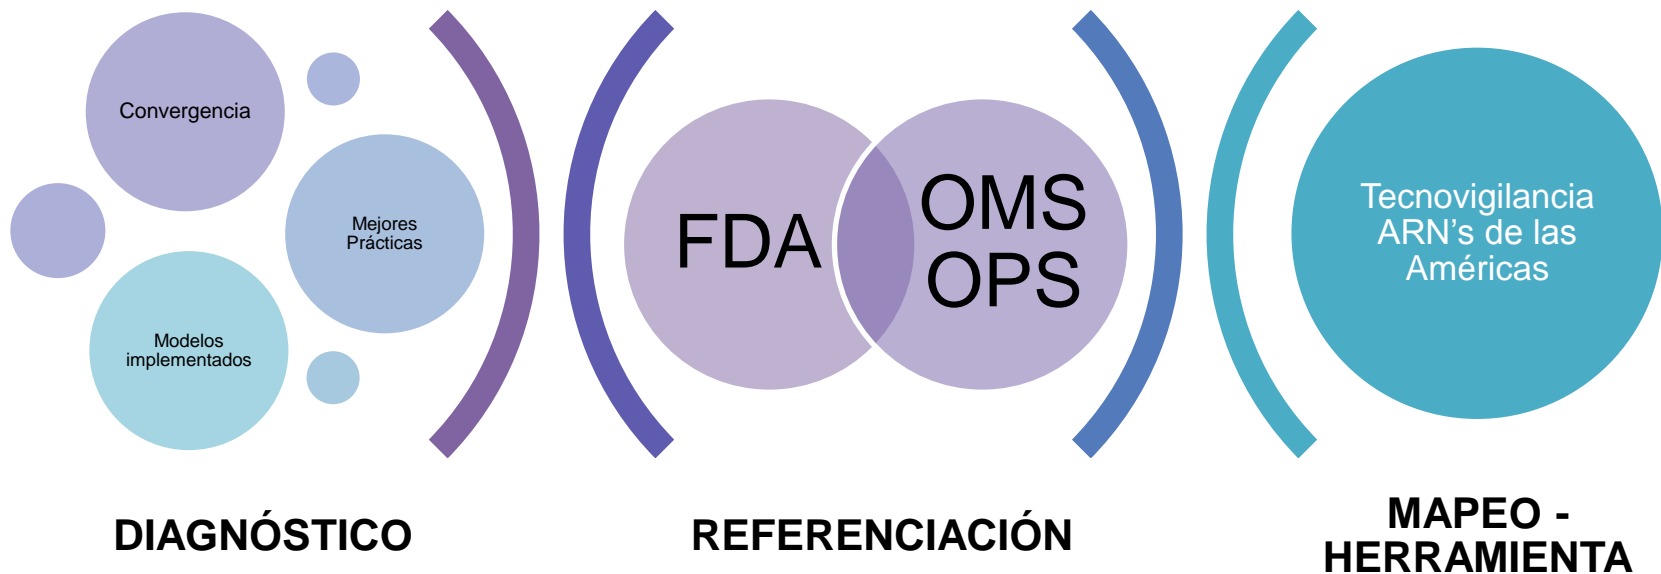 Convergencia
Mejores
Prácticas
Modelos
implementados
DIAGNÓSTICO
FDA
OMS
OPS
REFERENCIACIÓN
Tecnovigilancia
ARN’s de las
Américas
MAPEO -
HERRAMIENTA